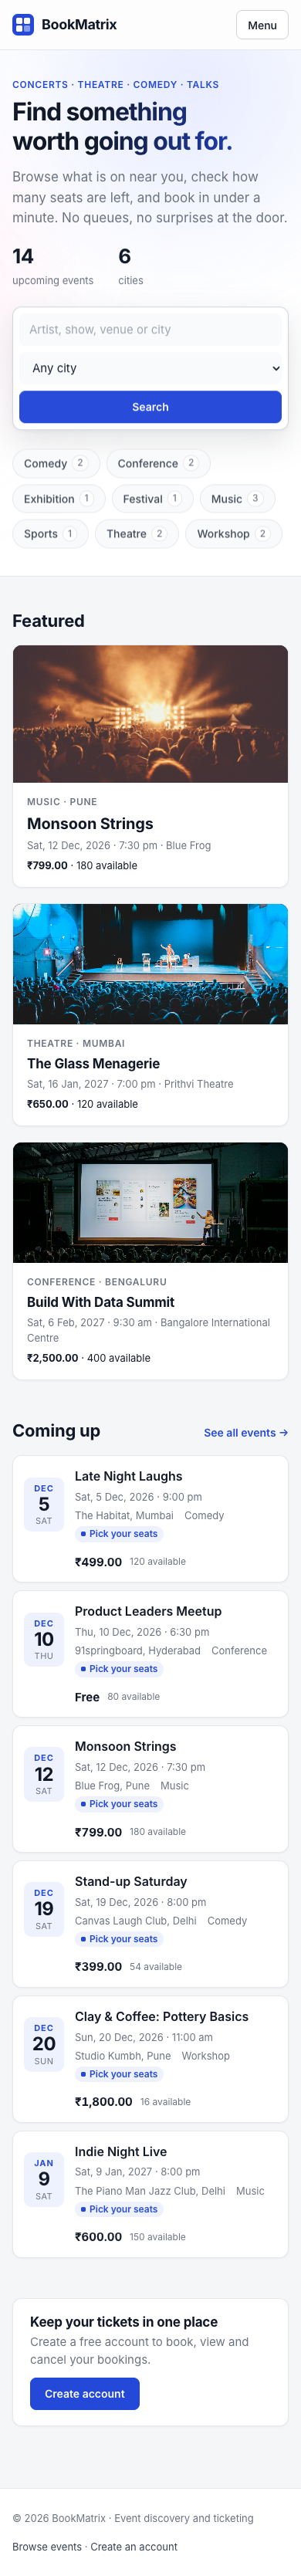 BookMatrix
Menu
CONCERTS · THEATRE · COMEDY · TALKS
Find something
worth going out for.
Browse what is on near you, check how
many seats are left, and book in under a
minute. No queues, no surprises at the door.
14
upcoming events
6
cities
Artist, show, venue or city
Any city
Search
Comedy 2
Conference 2
Exhibition 1
Festival 1
Music 3
Sports 1
Theatre 2
Workshop 2
Featured
MUSIC · PUNE
Monsoon Strings
Sat, 12 Dec, 2026 · 7:30 pm · Blue Frog
₹799.00 · 180 available
THEATRE · MUMBAI
The Glass Menagerie
Sat, 16 Jan, 2027 · 7:00 pm · Prithvi Theatre
₹650.00 · 120 available
CONFERENCE · BENGALURU
Build With Data Summit
Sat, 6 Feb, 2027 · 9:30 am · Bangalore International
Centre
₹2,500.00 · 400 available
Coming up
See all events →
DEC
5
SAT
Late Night Laughs
Sat, 5 Dec, 2026 · 9:00 pm
The Habitat, Mumbai Comedy
Pick your seats
₹499.00 120 available
DEC
10
THU
Product Leaders Meetup
Thu, 10 Dec, 2026 · 6:30 pm
91springboard, Hyderabad Conference
Pick your seats
Free 80 available
DEC
12
SAT
Monsoon Strings
Sat, 12 Dec, 2026 · 7:30 pm
Blue Frog, Pune Music
Pick your seats
₹799.00 180 available
DEC
19
SAT
Stand-up Saturday
Sat, 19 Dec, 2026 · 8:00 pm
Canvas Laugh Club, Delhi Comedy
Pick your seats
₹399.00 54 available
DEC
20
SUN
Clay & Coffee: Pottery Basics
Sun, 20 Dec, 2026 · 11:00 am
Studio Kumbh, Pune Workshop
Pick your seats
₹1,800.00 16 available
JAN
9
SAT
Indie Night Live
Sat, 9 Jan, 2027 · 8:00 pm
The Piano Man Jazz Club, Delhi Music
Pick your seats
₹600.00 150 available
Keep your tickets in one place
Create a free account to book, view and
cancel your bookings.
Create account
© 2026 BookMatrix · Event discovery and ticketing
Browse events · Create an account